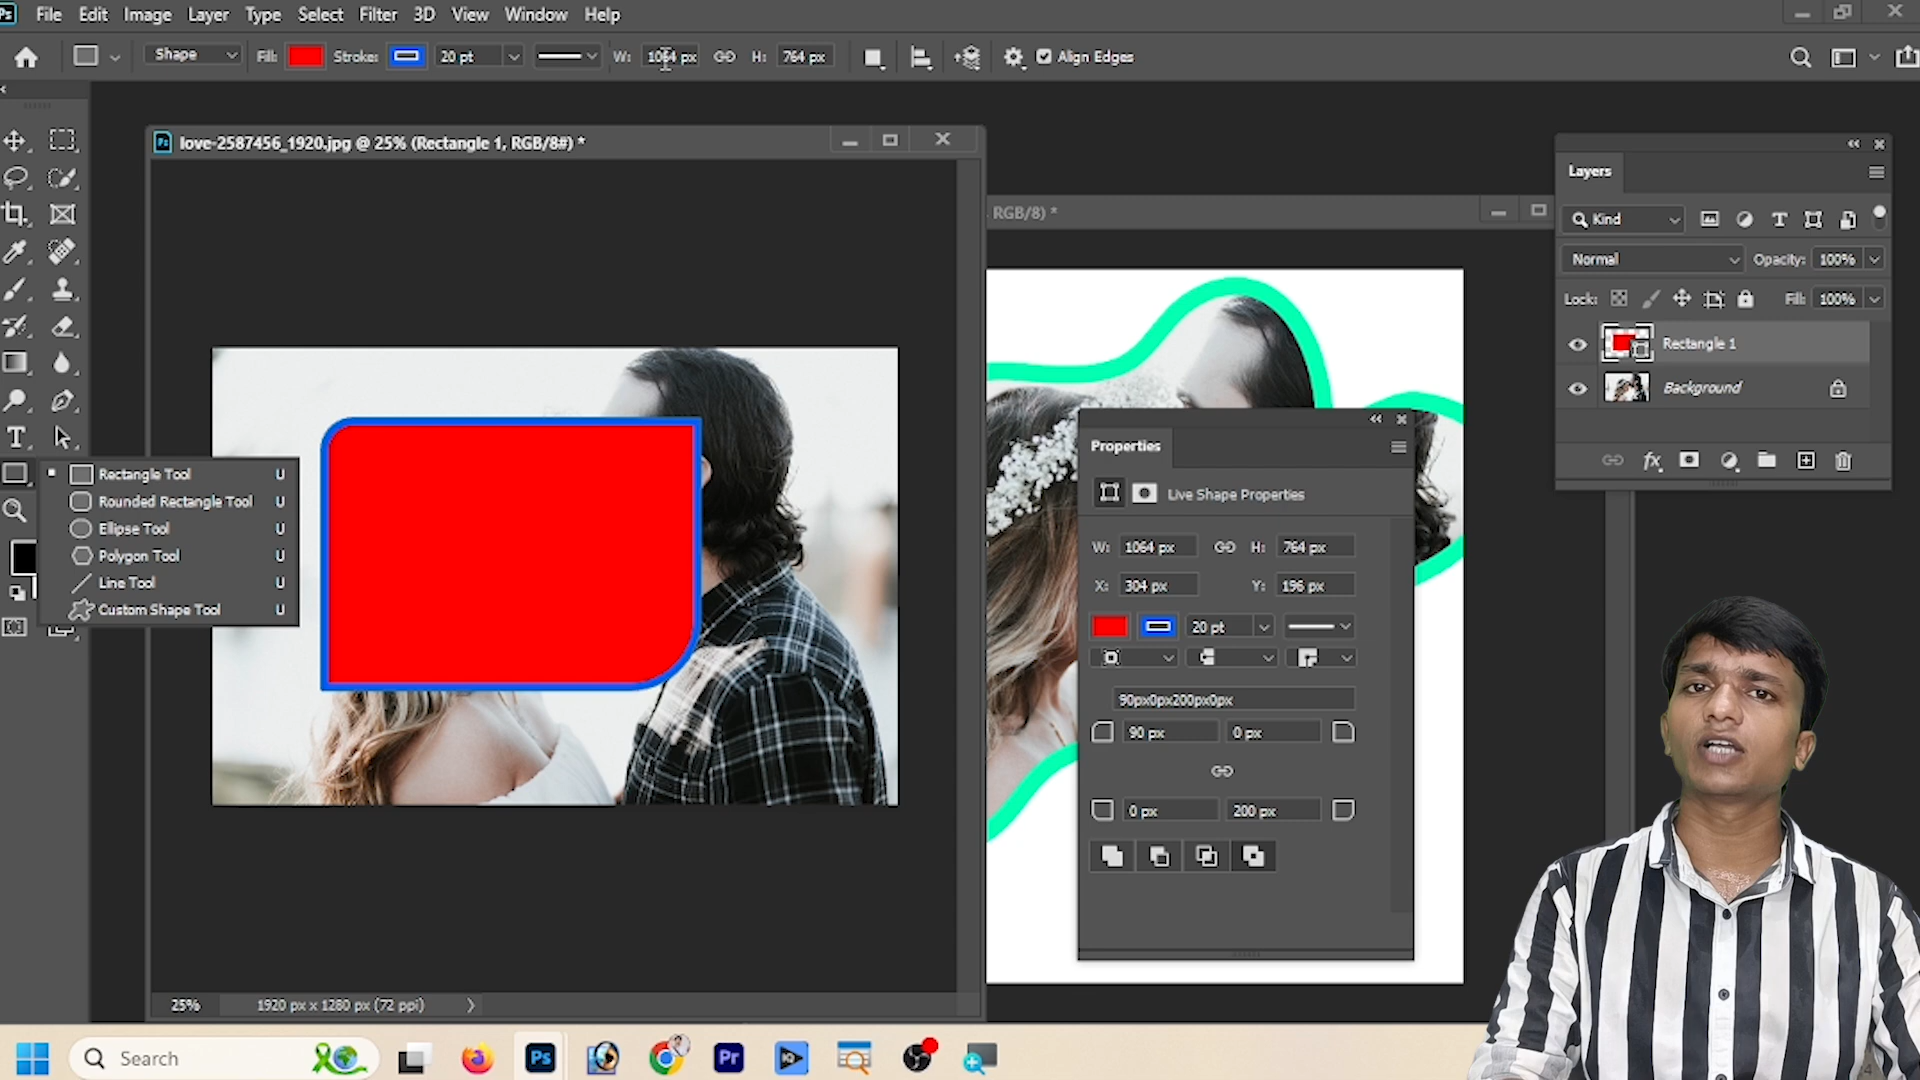 Ps File Edit Image Layer Type Select Filter 3D View Window Help
Shape Fill: Stroke: 20 pt W: 1064 px H: 764 px Align Edges
love-2587456_1920.jpg @ 25% (Rectangle 1, RGB/8#) *
RGB/8) *
Layers
Kind
Normal Opacity: 100%
Lock: Fill: 100%
Rectangle 1
Background
fx
Rectangle Tool U
Rounded Rectangle Tool U
Ellipse Tool U
Polygon Tool U
Line Tool U
Custom Shape Tool U
Properties
Live Shape Properties
W: 1064 px H: 764 px
X: 304 px Y: 196 px
20 pt
90px0px200px0px
90 px 0 px
0 px 200 px
25% 1920 px x 1280 px (72 ppi)
Search Ps Pr